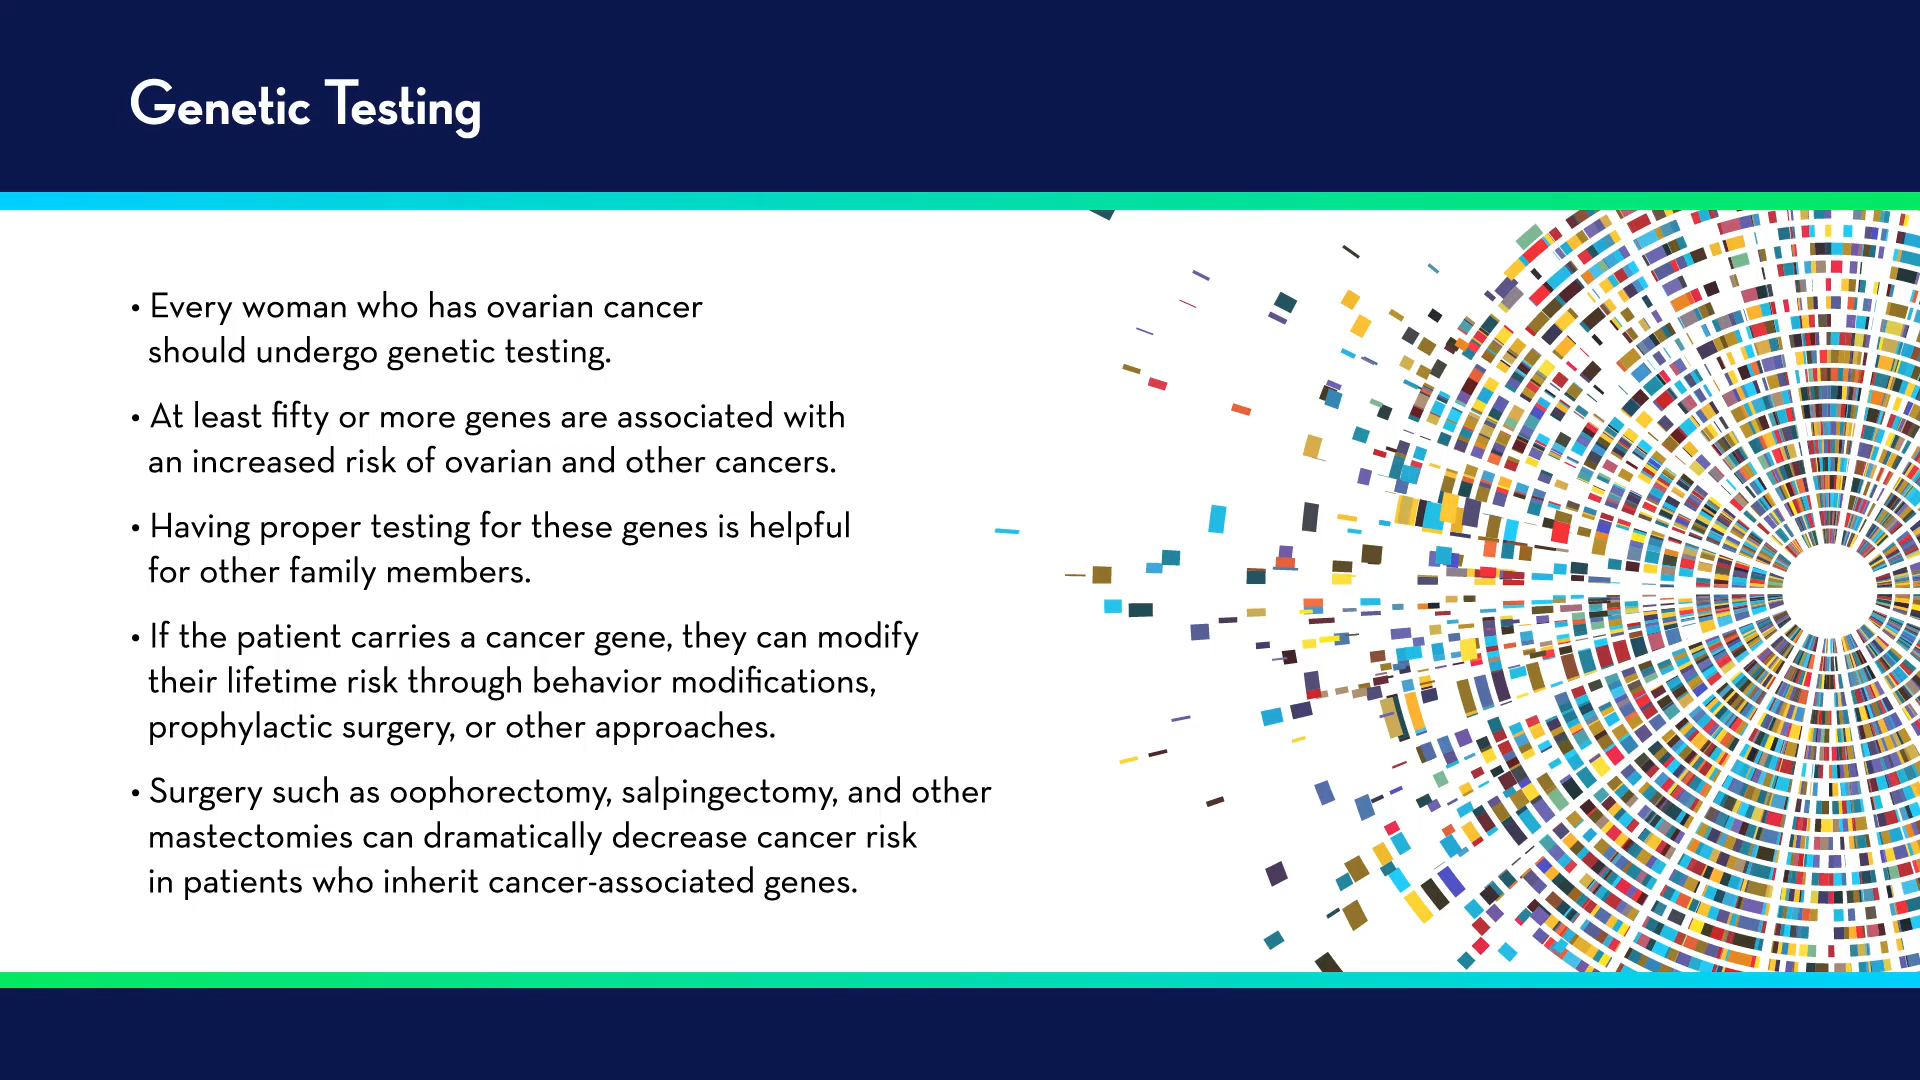 Genetic Testing
• Every woman who has ovarian cancer
should undergo genetic testing.
• At least fifty or more genes are associated with
an increased risk of ovarian and other cancers.
• Having proper testing for these genes is helpful
for other family members.
• If the patient carries a cancer gene, they can modify
their lifetime risk through behavior modifications,
prophylactic surgery, or other approaches.
• Surgery such as oophorectomy, salpingectomy, and other
mastectomies can dramatically decrease cancer risk
in patients who inherit cancer-associated genes.